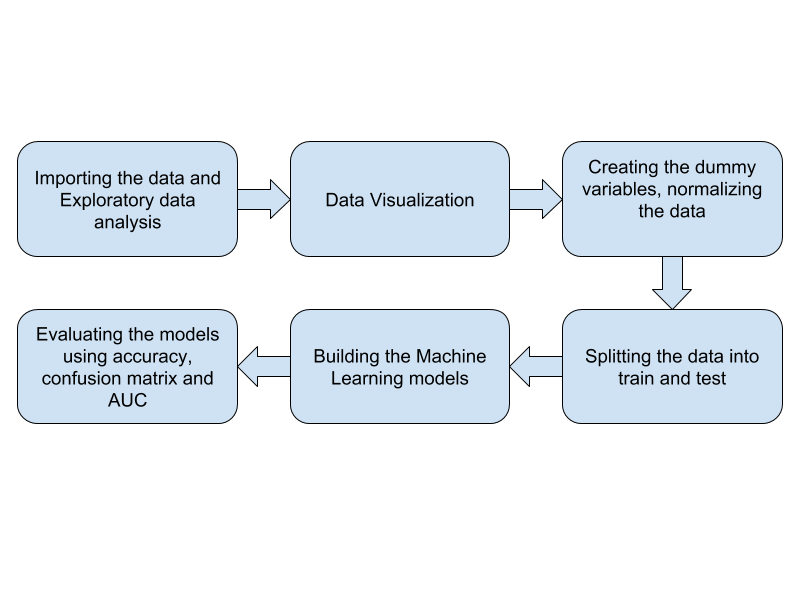 Importing the data and
Exploratory data
analysis
Data Visualization
Creating the dummy
variables, normalizing
the data
Splitting the data into
train and test
Building the Machine
Learning models
Evaluating the models
using accuracy,
confusion matrix and
AUC